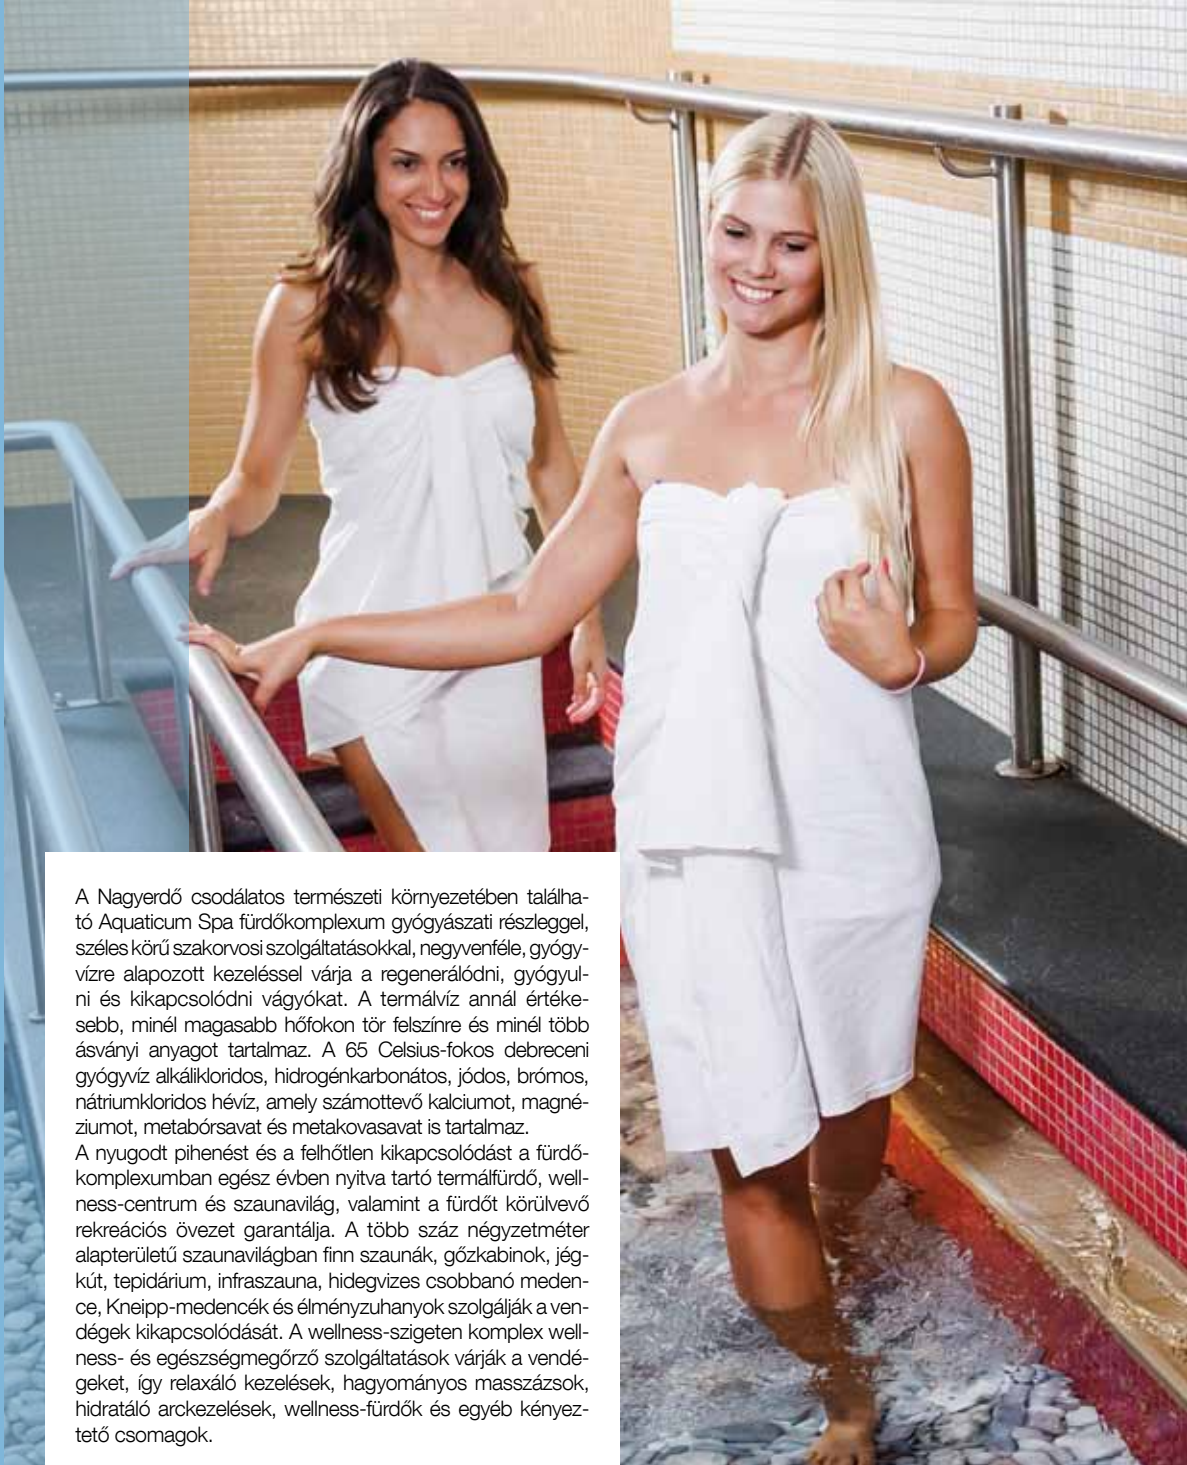 A Nagyerdő csodálatos természeti környezetében találha-
tó Aquaticum Spa fürdőkomplexum gyógyászati részleggel,
széles körű szakorvosi szolgáltatásokkal, negyvenféle, gyógy-
vízre alapozott kezeléssel várja a regenerálódni, gyógyul-
ni és kikapcsolódni vágyókat. A termálvíz annál értéke-
sebb, minél magasabb hőfokon tör felszínre és minél több
ásványi anyagot tartalmaz. A 65 Celsius-fokos debreceni
gyógyvíz alkálikloridos, hidrogénkarbonátos, jódos, brómos,
nátriumkloridos hévíz, amely számottevő kalciumot, magné-
ziumot, metabórsavat és metakovasavat is tartalmaz.
A nyugodt pihenést és a felhőtlen kikapcsolódást a fürdő-
komplexumban egész évben nyitva tartó termálfürdő, well-
ness-centrum és szaunavilág, valamint a fürdőt körülvevő
rekreációs övezet garantálja. A több száz négyzetméter
alapterületű szaunavilágban finn szaunák, gőzkabinok, jég-
kút, tepidárium, infraszauna, hidegvizes csobbanó meden-
ce, Kneipp-medencék és élményzuhanyok szolgálják a ven-
dégek kikapcsolódását. A wellness-szigeten komplex well-
ness- és egészségmegőrző szolgáltatások várják a vendé-
geket, így relaxáló kezelések, hagyományos masszázsok,
hidratáló arckezelések, wellness-fürdők és egyéb kényez-
tető csomagok.